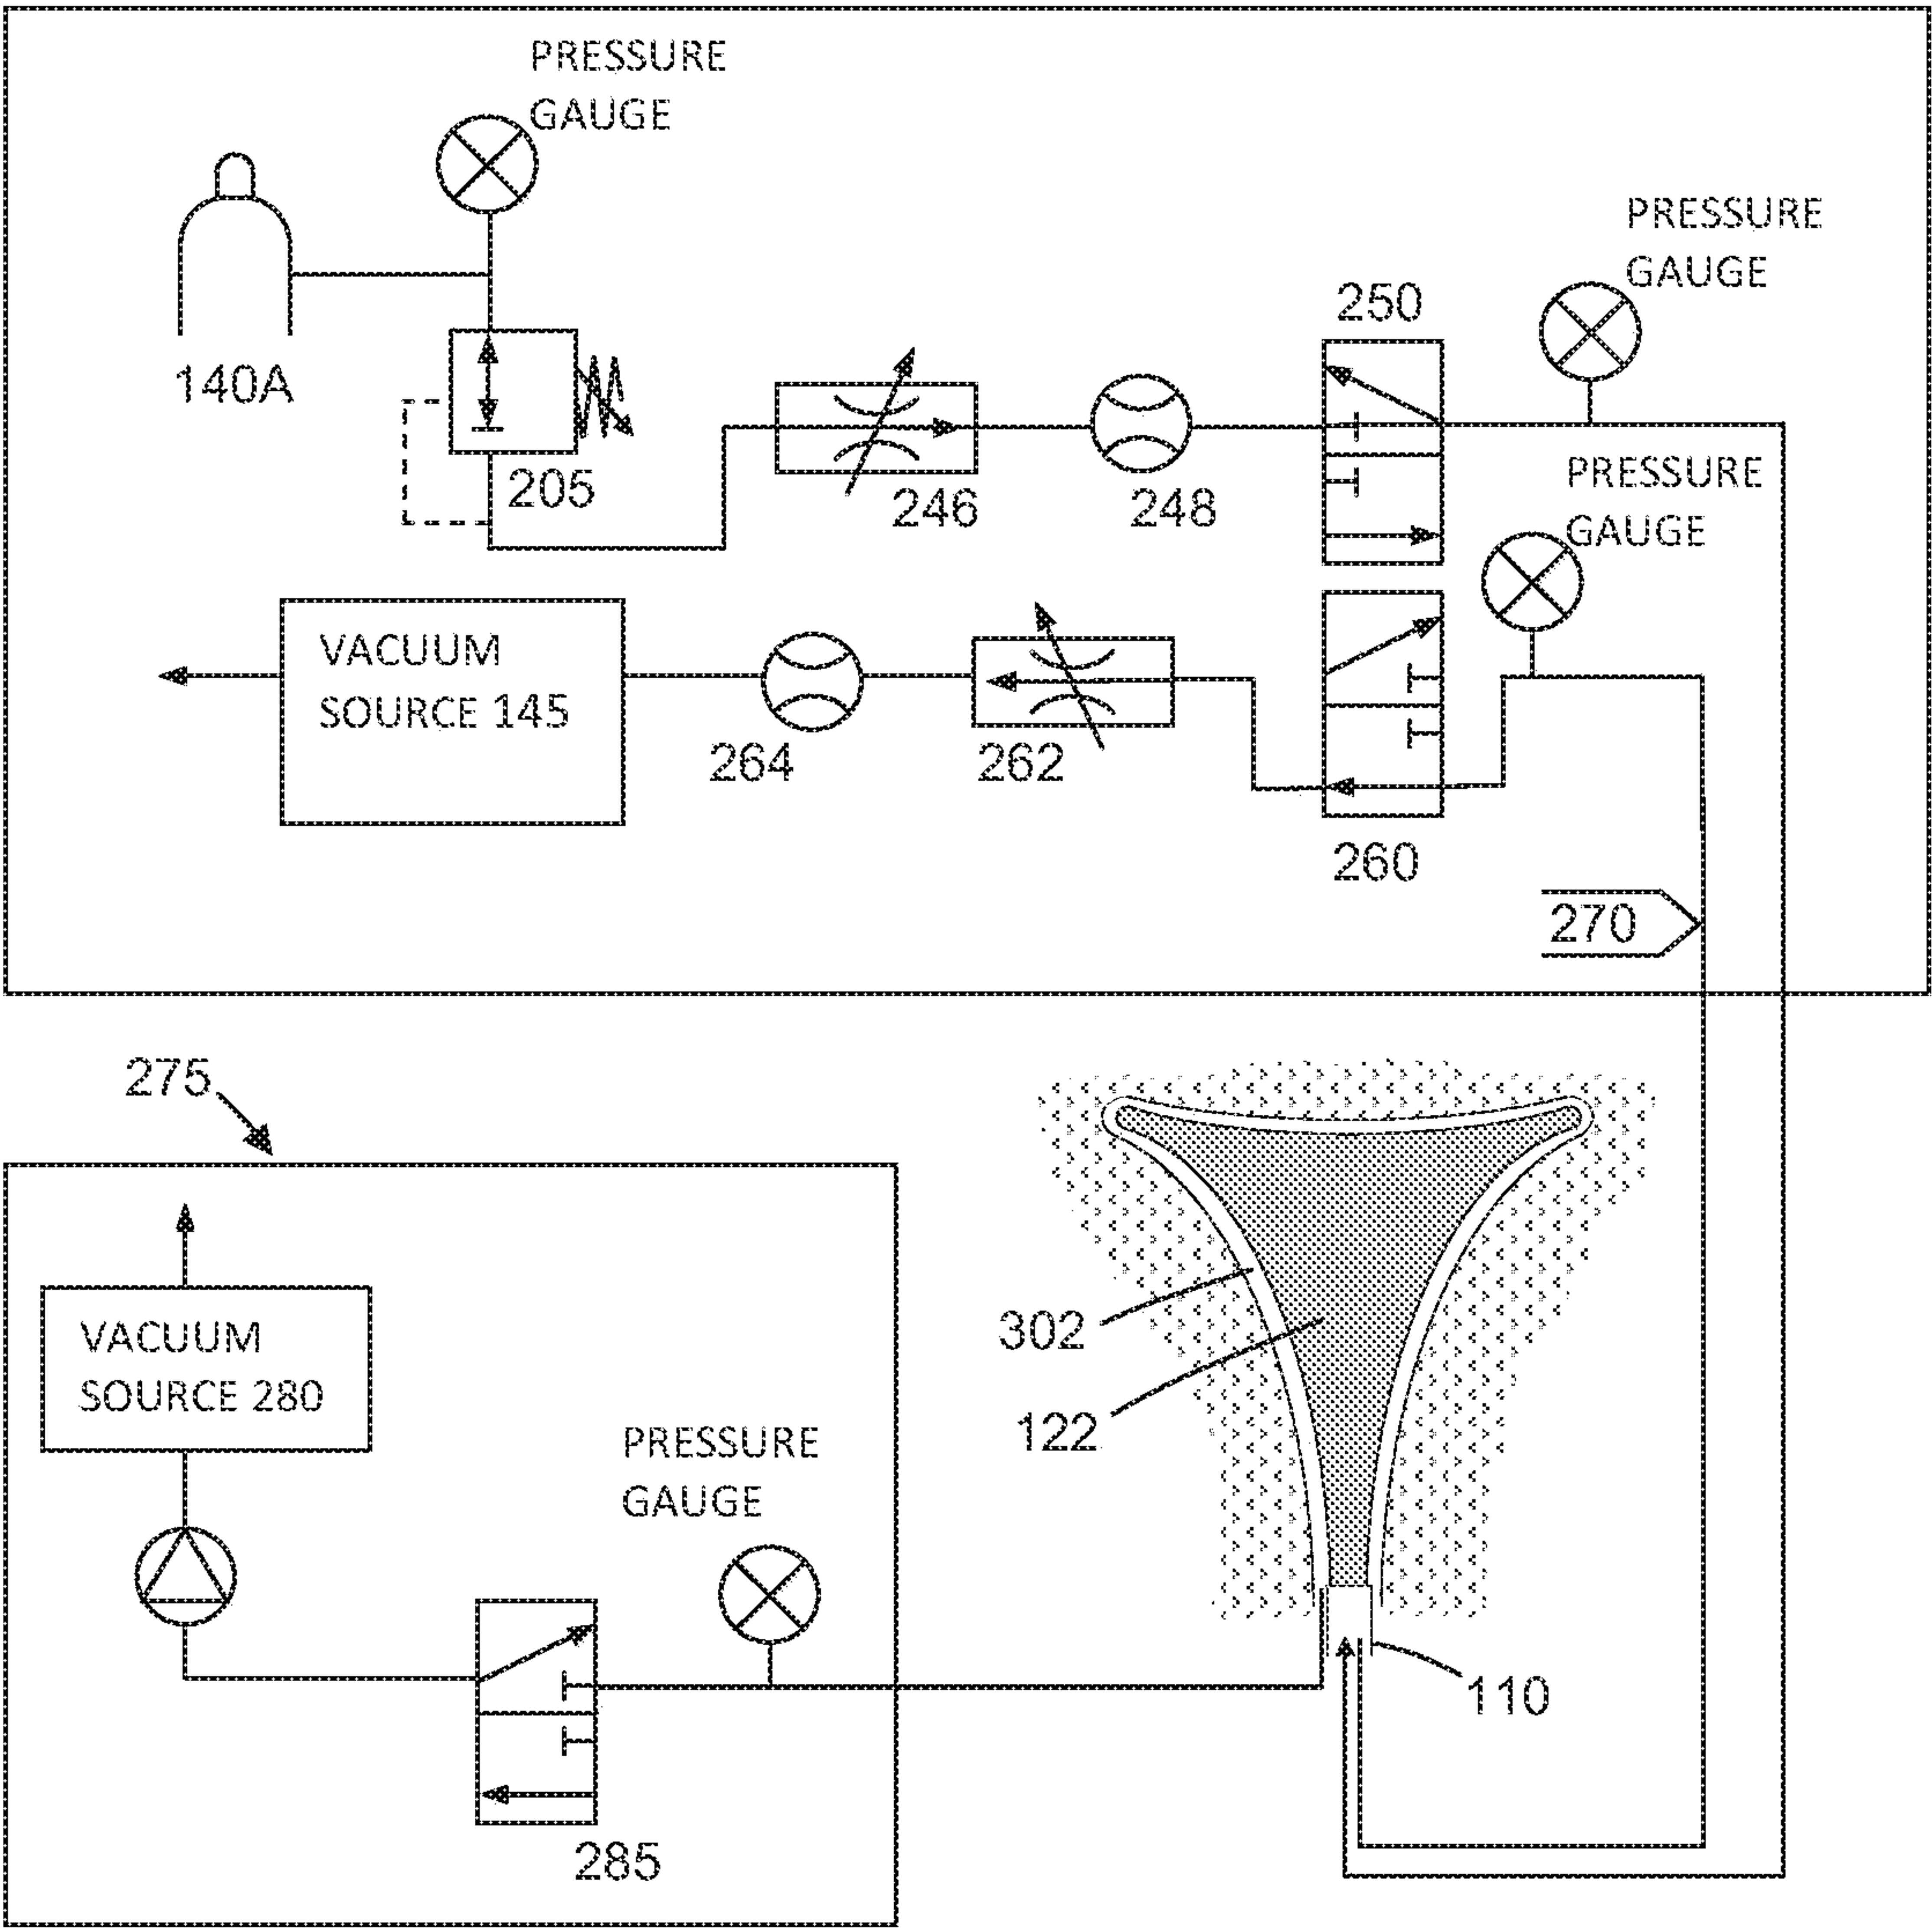 PRESSURE
GAUGE
PRESSURE
GAUGE
140A
250
205
246
248
PRESSURE
GAUGE
VACUUM
SOURCE 145
264
262
260
270
275
302
VACUUM
SOURCE 280
122
PRESSURE
GAUGE
110
285